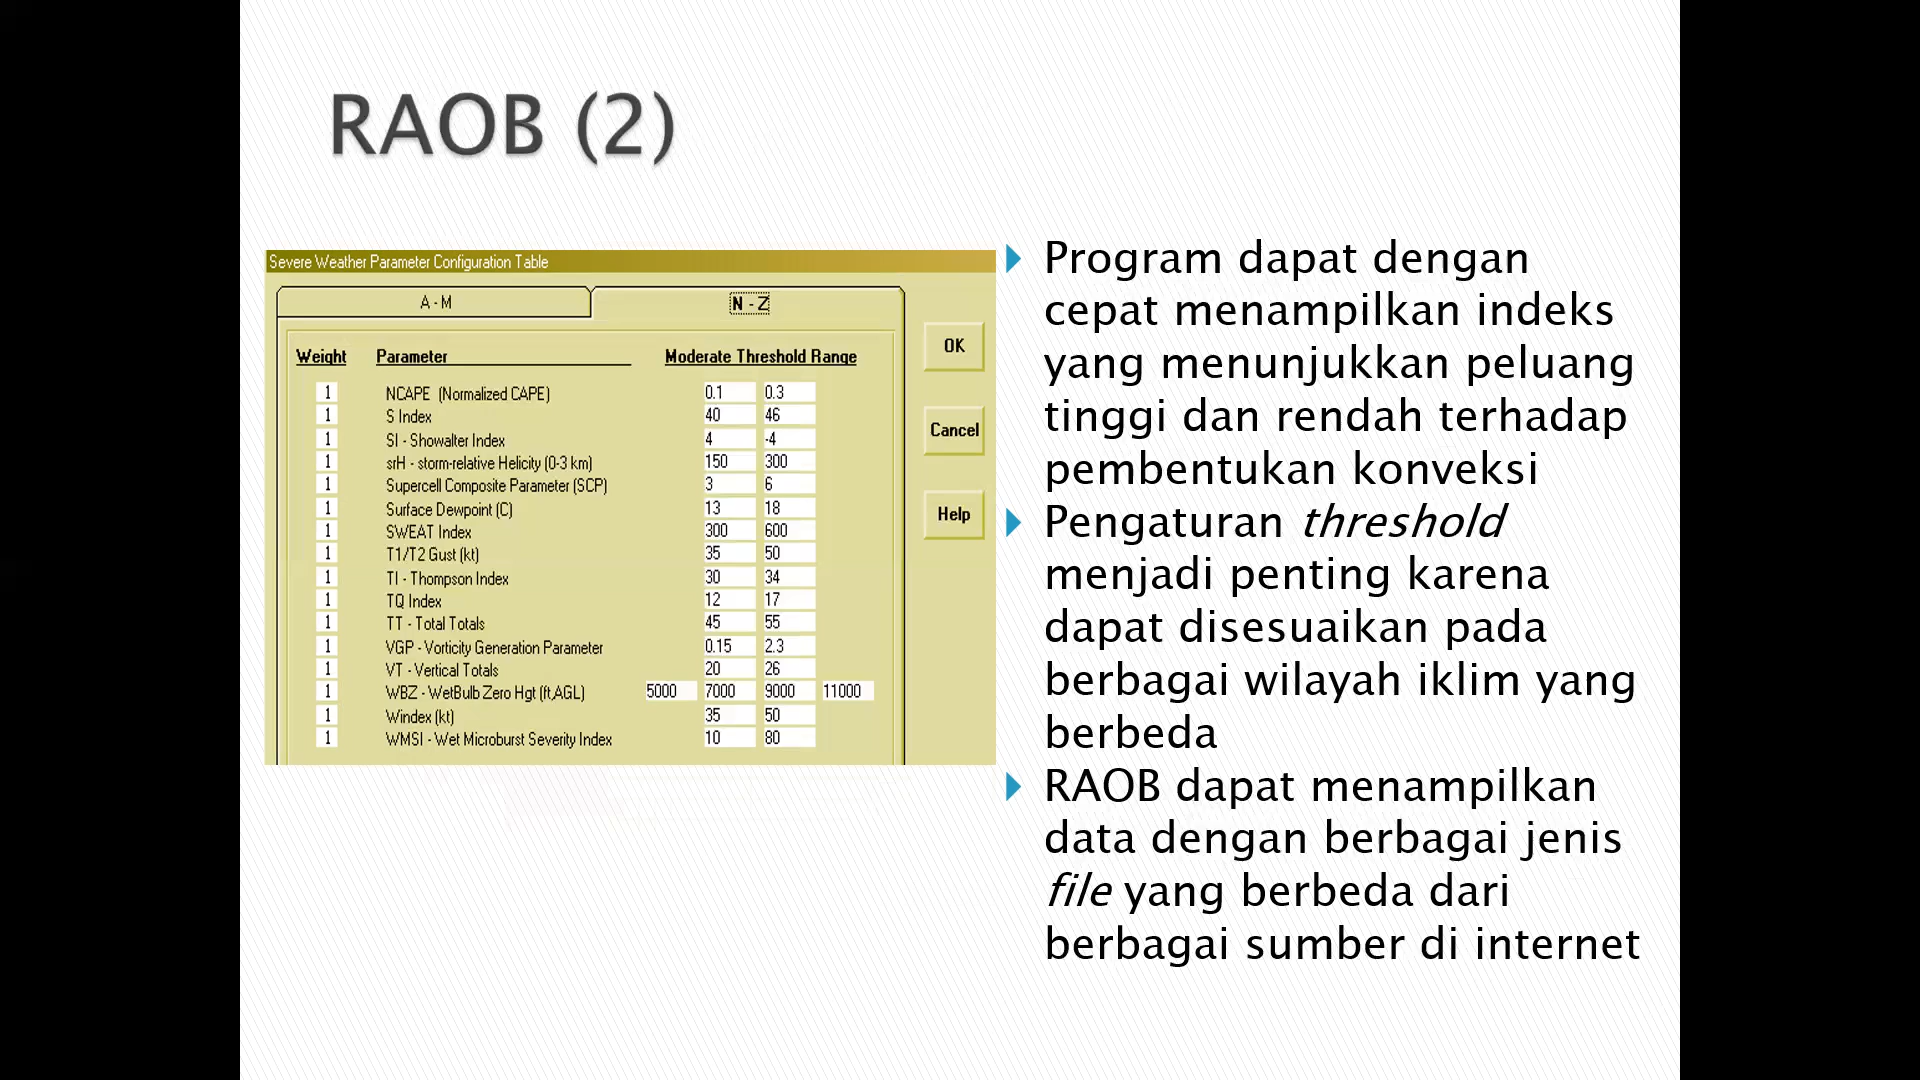 RAOB (2)
Severe Weather Parameter Configuration Table
A - M
N - Z
Weight Parameter Moderate Threshold Range
1 NCAPE (Normalized CAPE) 0.1 0.3
1 S Index 40 46
1 SI - Showalter Index 4 -4
1 srH - storm-relative Helicity (0-3 km) 150 300
1 Supercell Composite Parameter (SCP) 3 6
1 Surface Dewpoint (C) 13 18
1 SWEAT Index 300 600
1 T1/T2 Gust (kt) 35 50
1 TI - Thompson Index 30 34
1 TQ Index 12 17
1 TT - Total Totals 45 55
1 VGP - Vorticity Generation Parameter 0.15 2.3
1 VT - Vertical Totals 20 26
1 WBZ - WetBulb Zero Hgt (ft,AGL) 5000 7000 9000 11000
1 Windex (kt) 35 50
1 WMSI - Wet Microburst Severity Index 10 80
OK
Cancel
Help
Program dapat dengan
cepat menampilkan indeks
yang menunjukkan peluang
tinggi dan rendah terhadap
pembentukan konveksi
Pengaturan threshold
menjadi penting karena
dapat disesuaikan pada
berbagai wilayah iklim yang
berbeda
RAOB dapat menampilkan
data dengan berbagai jenis
file yang berbeda dari
berbagai sumber di internet